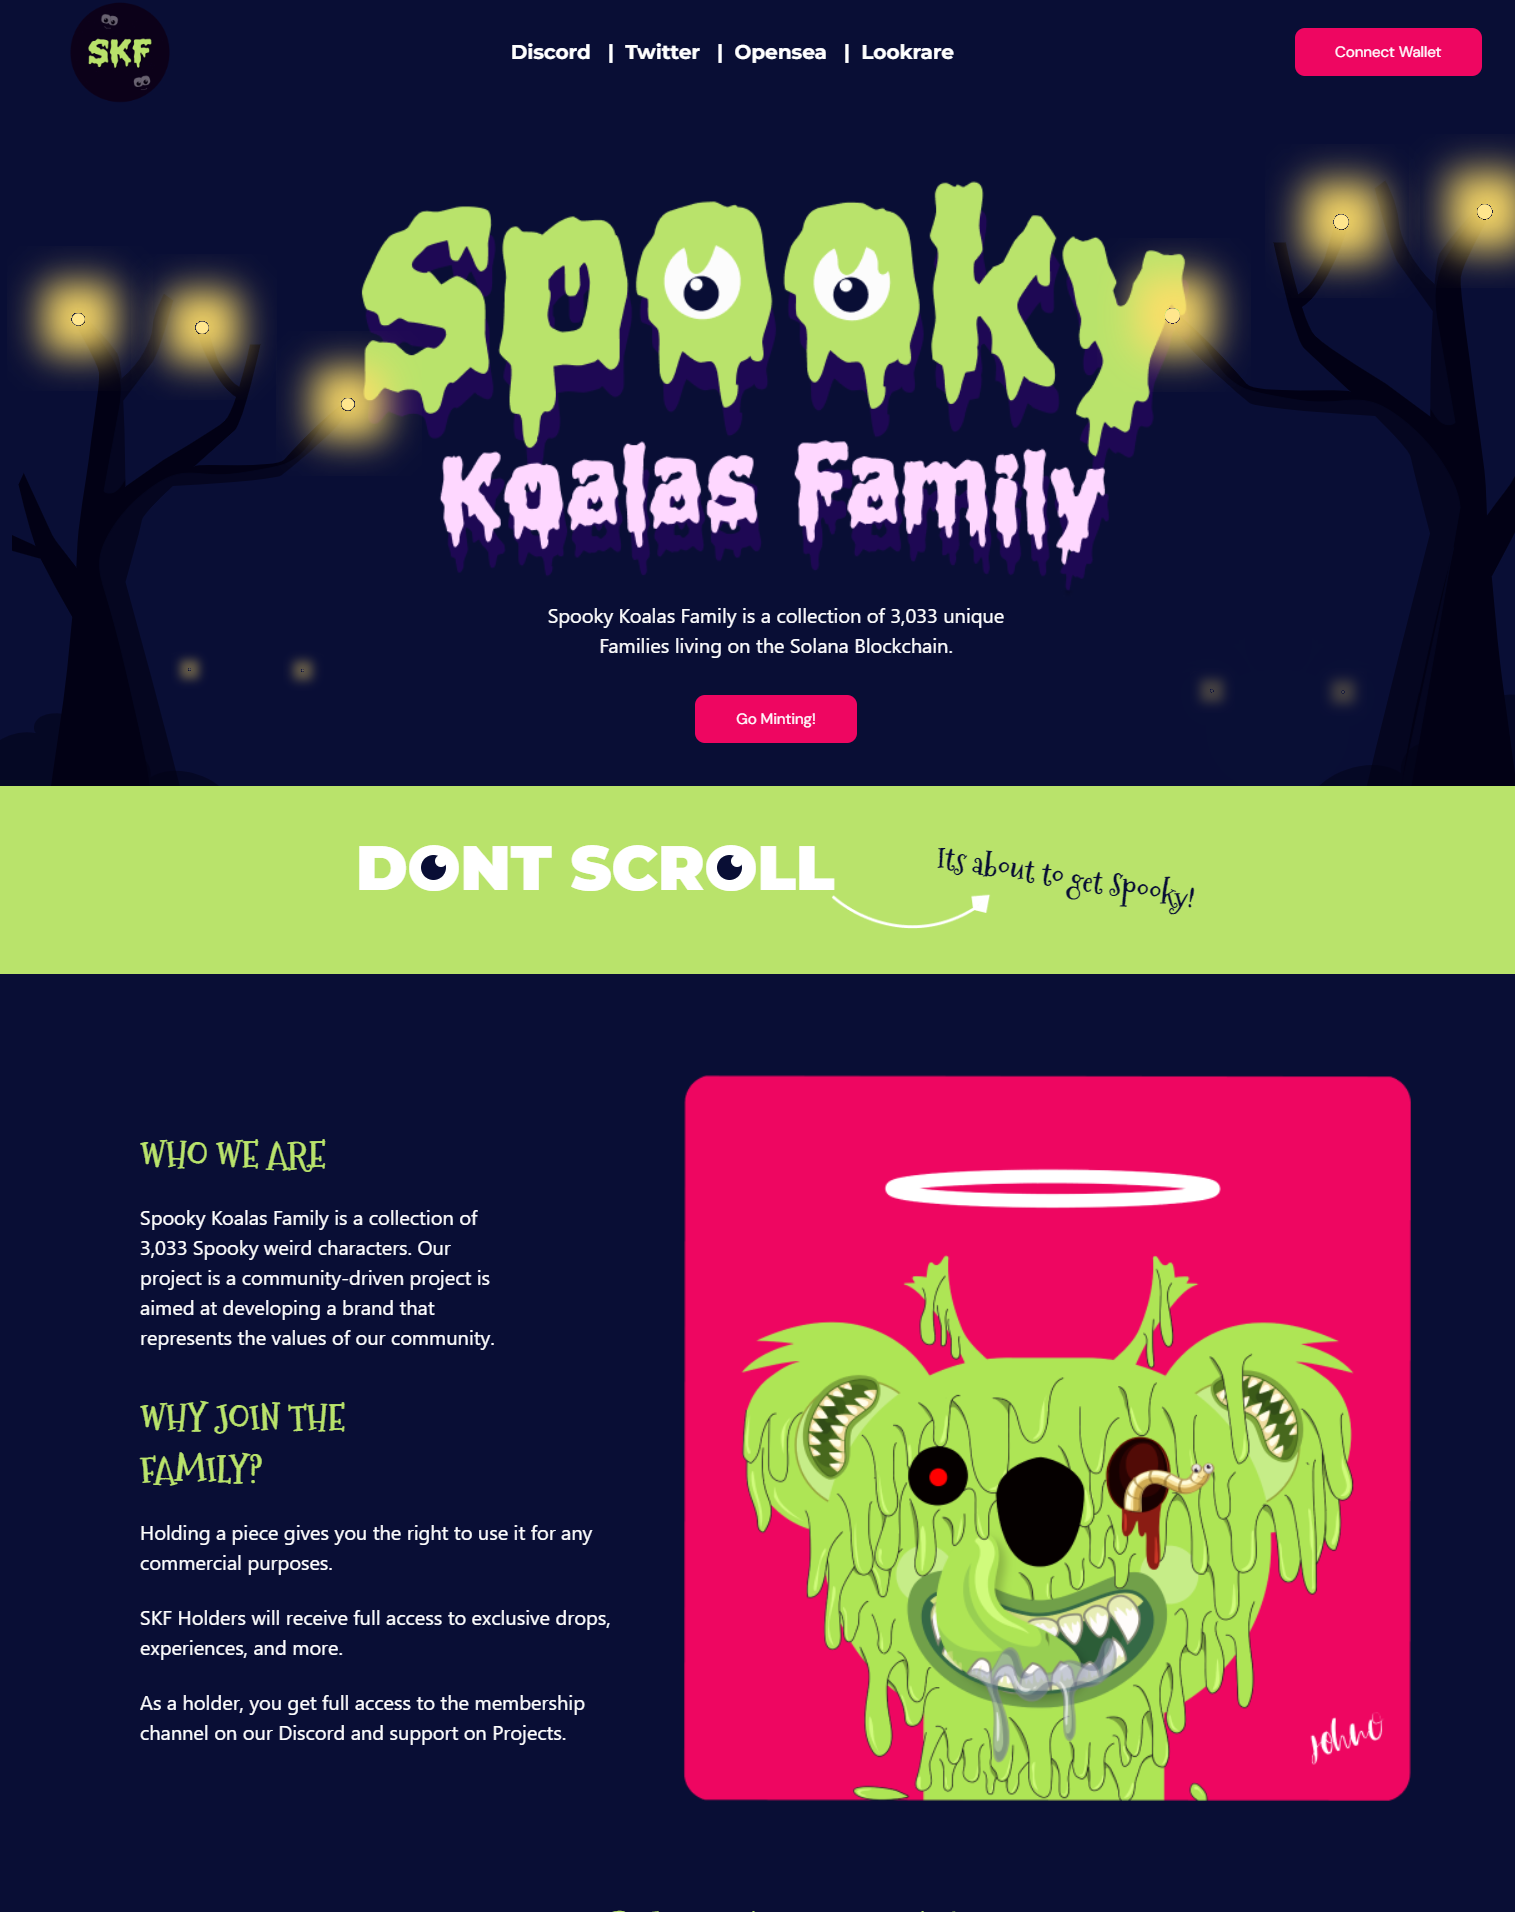 SKF
Discord | Twitter | Opensea | Lookrare
Connect Wallet
Spooky
Koalas Family
Spooky Koalas Family is a collection of 3,033 unique
Families living on the Solana Blockchain.
Go Minting!
DONT SCROLL
Its about to get spooky!
WHO WE ARE
Spooky Koalas Family is a collection of
3,033 Spooky weird characters. Our
project is a community-driven project is
aimed at developing a brand that
represents the values of our community.
WHY JOIN THE
FAMILY?
Holding a piece gives you the right to use it for any
commercial purposes.
SKF Holders will receive full access to exclusive drops,
experiences, and more.
As a holder, you get full access to the membership
channel on our Discord and support on Projects.
JohnO